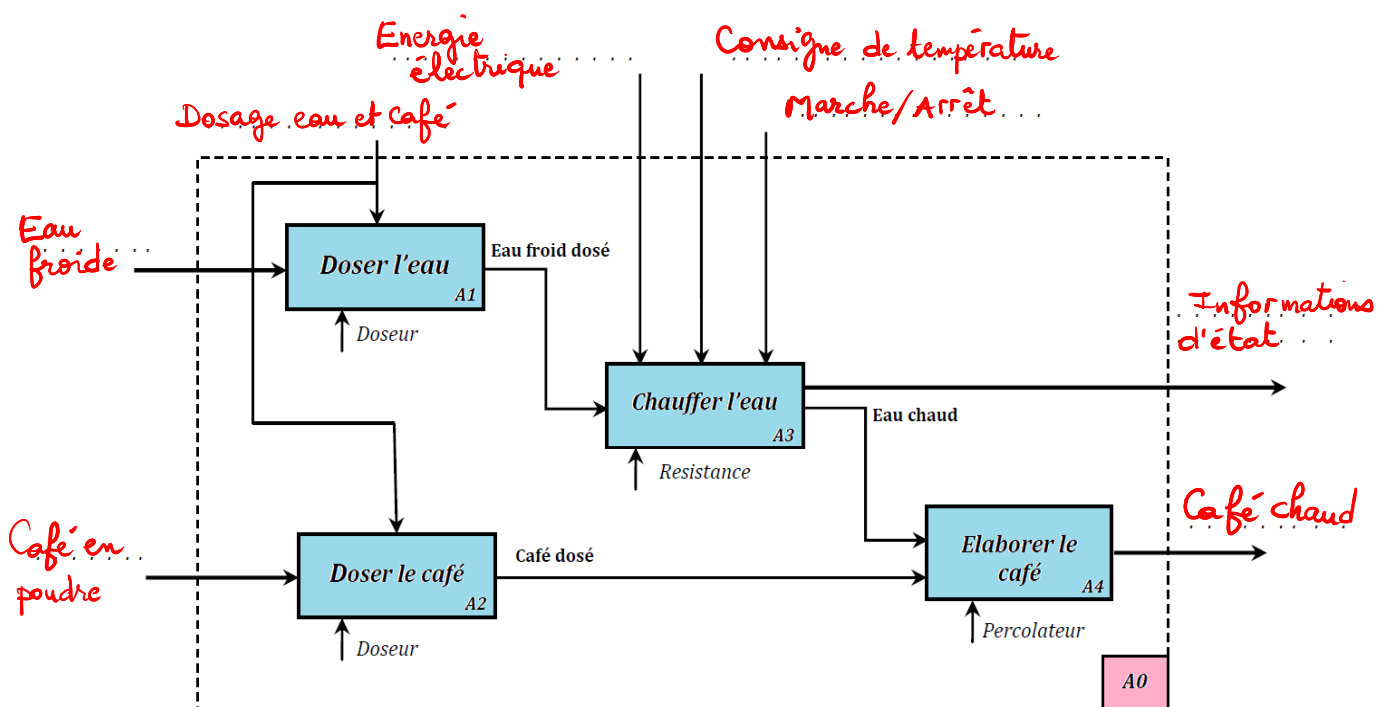 Energie
électrique
Consigne de température
Marche/Arrêt
Dosage eau et Café
Eau
froide
Doser l'eau
A1
Eau froid dosé
Doseur
Informations
d'état
Chauffer l'eau
A3
Eau chaud
Resistance
Café en
poudre
Doser le café
A2
Café dosé
Doseur
Elaborer le
café
A4
Café chaud
Percolateur
A0